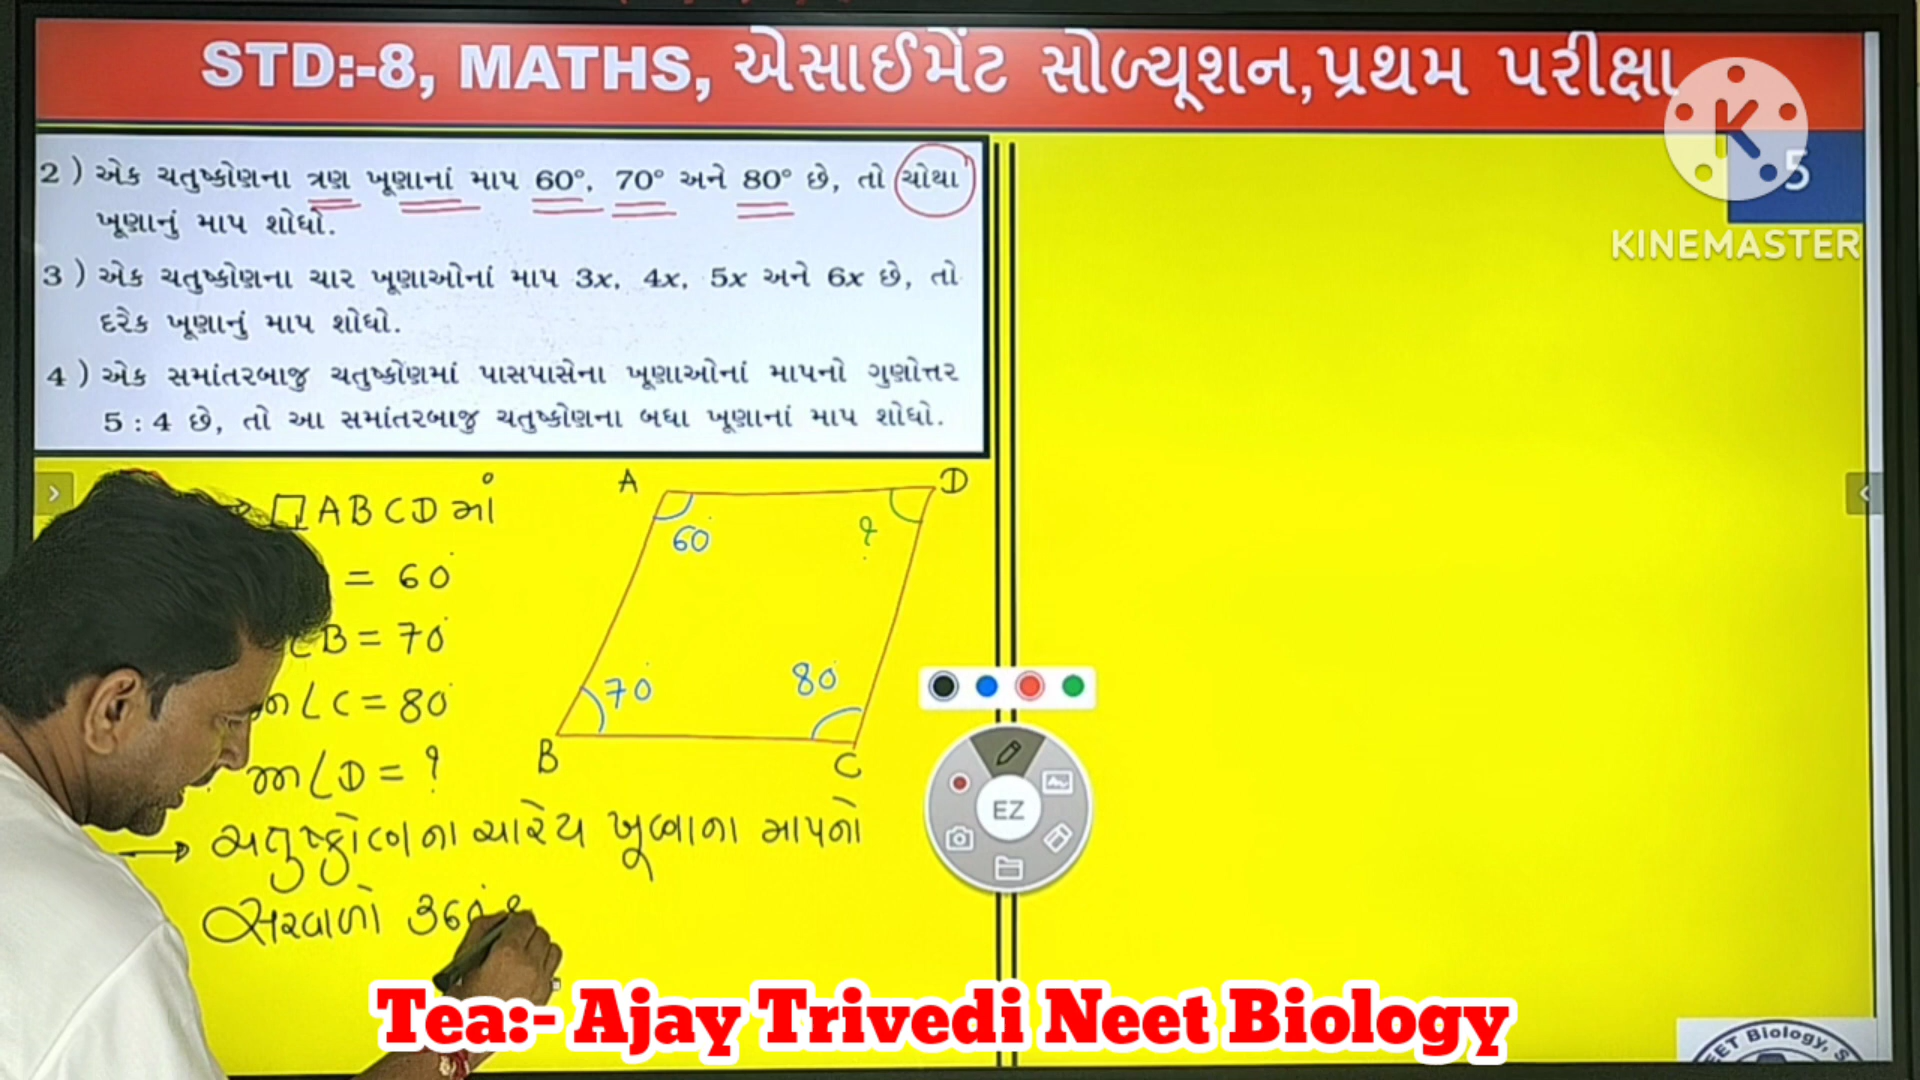 STD:-8, MATHS, એસાઈમેંટ સોળ્યૂશન,પ્રથમ પરીક્ષા
K
5
KINEMASTER
2 ) એક ચતુષ્કોણના ત્રણ ખૂણાનાં માપ 60°, 70° અને 80° છે, તો ચોથા
ખૂણાનું માપ શોધો.
3 ) એક ચતુષ્કોણના ચાર ખૂણાઓનાં માપ 3x, 4x, 5x અને 6x છે, તો
દરેક ખૂણાનું માપ શોધો.
4 ) એક સમાંતરબાજુ ચતુષ્કોણમાં પાસપાસેના ખૂણાઓનાં માપનો ગુણોત્તર
5 : 4 છે, તો આ સમાંતરબાજુ ચતુષ્કોણના બધા ખૂણાનાં માપ શોધો.
□ABCD માં
= 60°
∠B = 70°
m∠C = 80°
m∠D = ?
→ ચતુષ્કોણના ચારેય ખૂણાના માપનો
સરવાળો 360°
A
D
60°
?
70°
80°
B
C
EZ
Tea:- Ajay Trivedi Neet Biology
Biology,